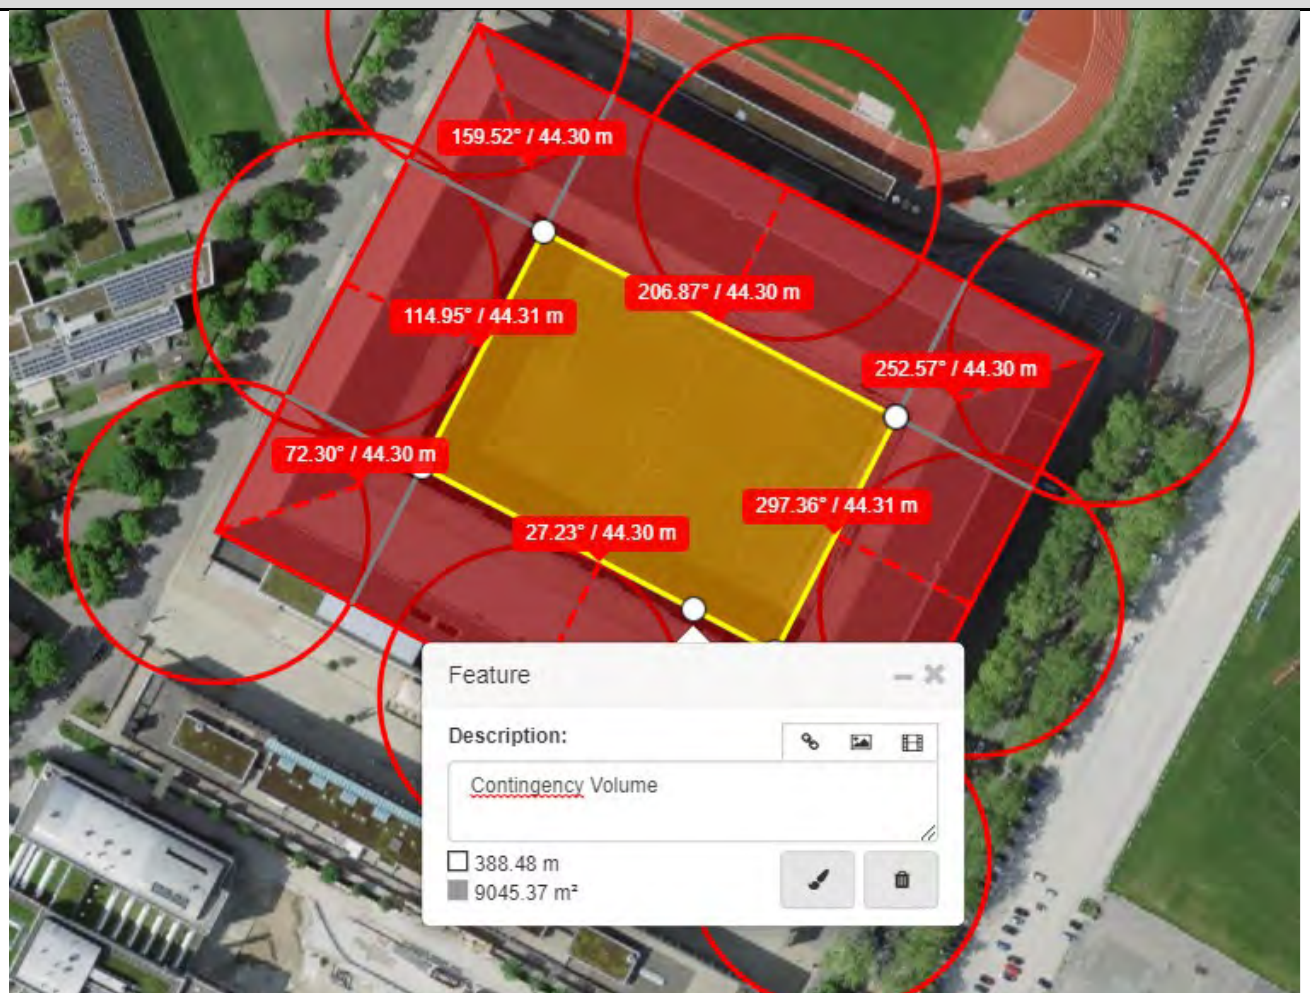 159.52° / 44.30 m
206.87° / 44.30 m
114.95° / 44.31 m
252.57° / 44.30 m
72.30° / 44.30 m
297.36° / 44.31 m
27.23° / 44.30 m
Feature
Description:
Contingency Volume
388.48 m
9045.37 m²